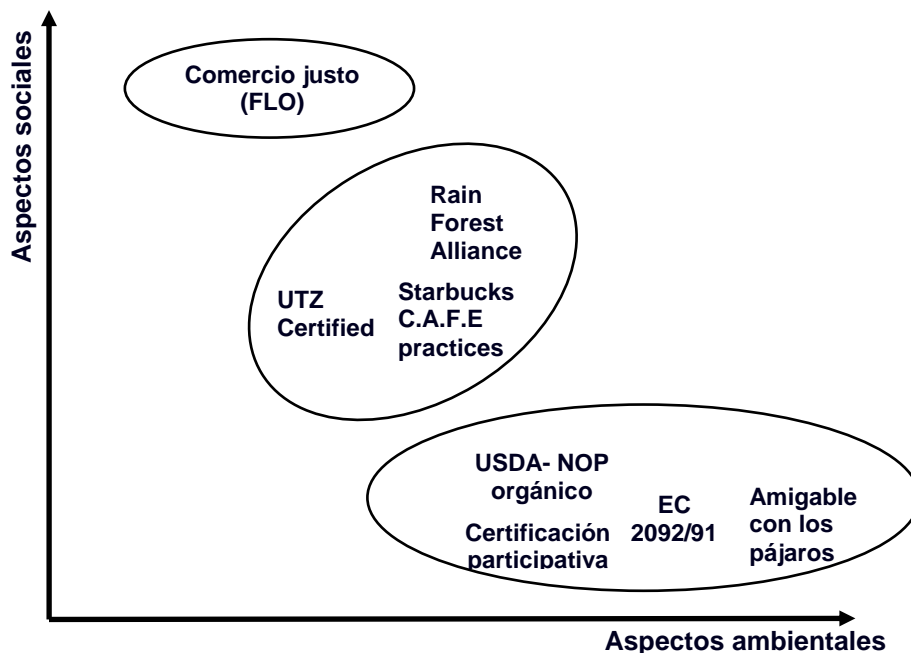 Aspectos sociales
Comercio justo
(FLO)
Rain
Forest
Alliance
UTZ
Certified
Starbucks
C.A.F.E
practices
USDA- NOP
orgánico
Certificación
participativa
EC
2092/91
Amigable
con los
pájaros
Aspectos ambientales